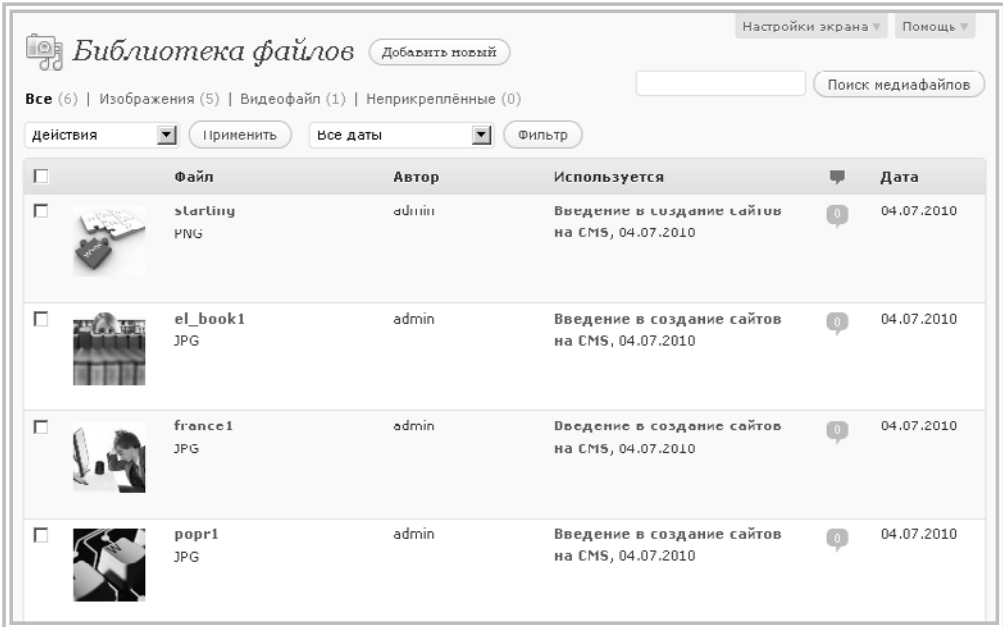 Настройки экрана Помощь
Библиотека файлов Добавить новый
Поиск медиафайлов
Все (6) | Изображения (5) | Видеофайл (1) | Неприкреплённые (0)
Действия Применить Все даты Фильтр
Файл Автор Используется Дата
starting admin Введение в создание сайтов 0 04.07.2010
PNG на CMS, 04.07.2010
el_book1 admin Введение в создание сайтов 0 04.07.2010
JPG на CMS, 04.07.2010
france1 admin Введение в создание сайтов 0 04.07.2010
JPG на CMS, 04.07.2010
popr1 admin Введение в создание сайтов 0 04.07.2010
JPG на CMS, 04.07.2010